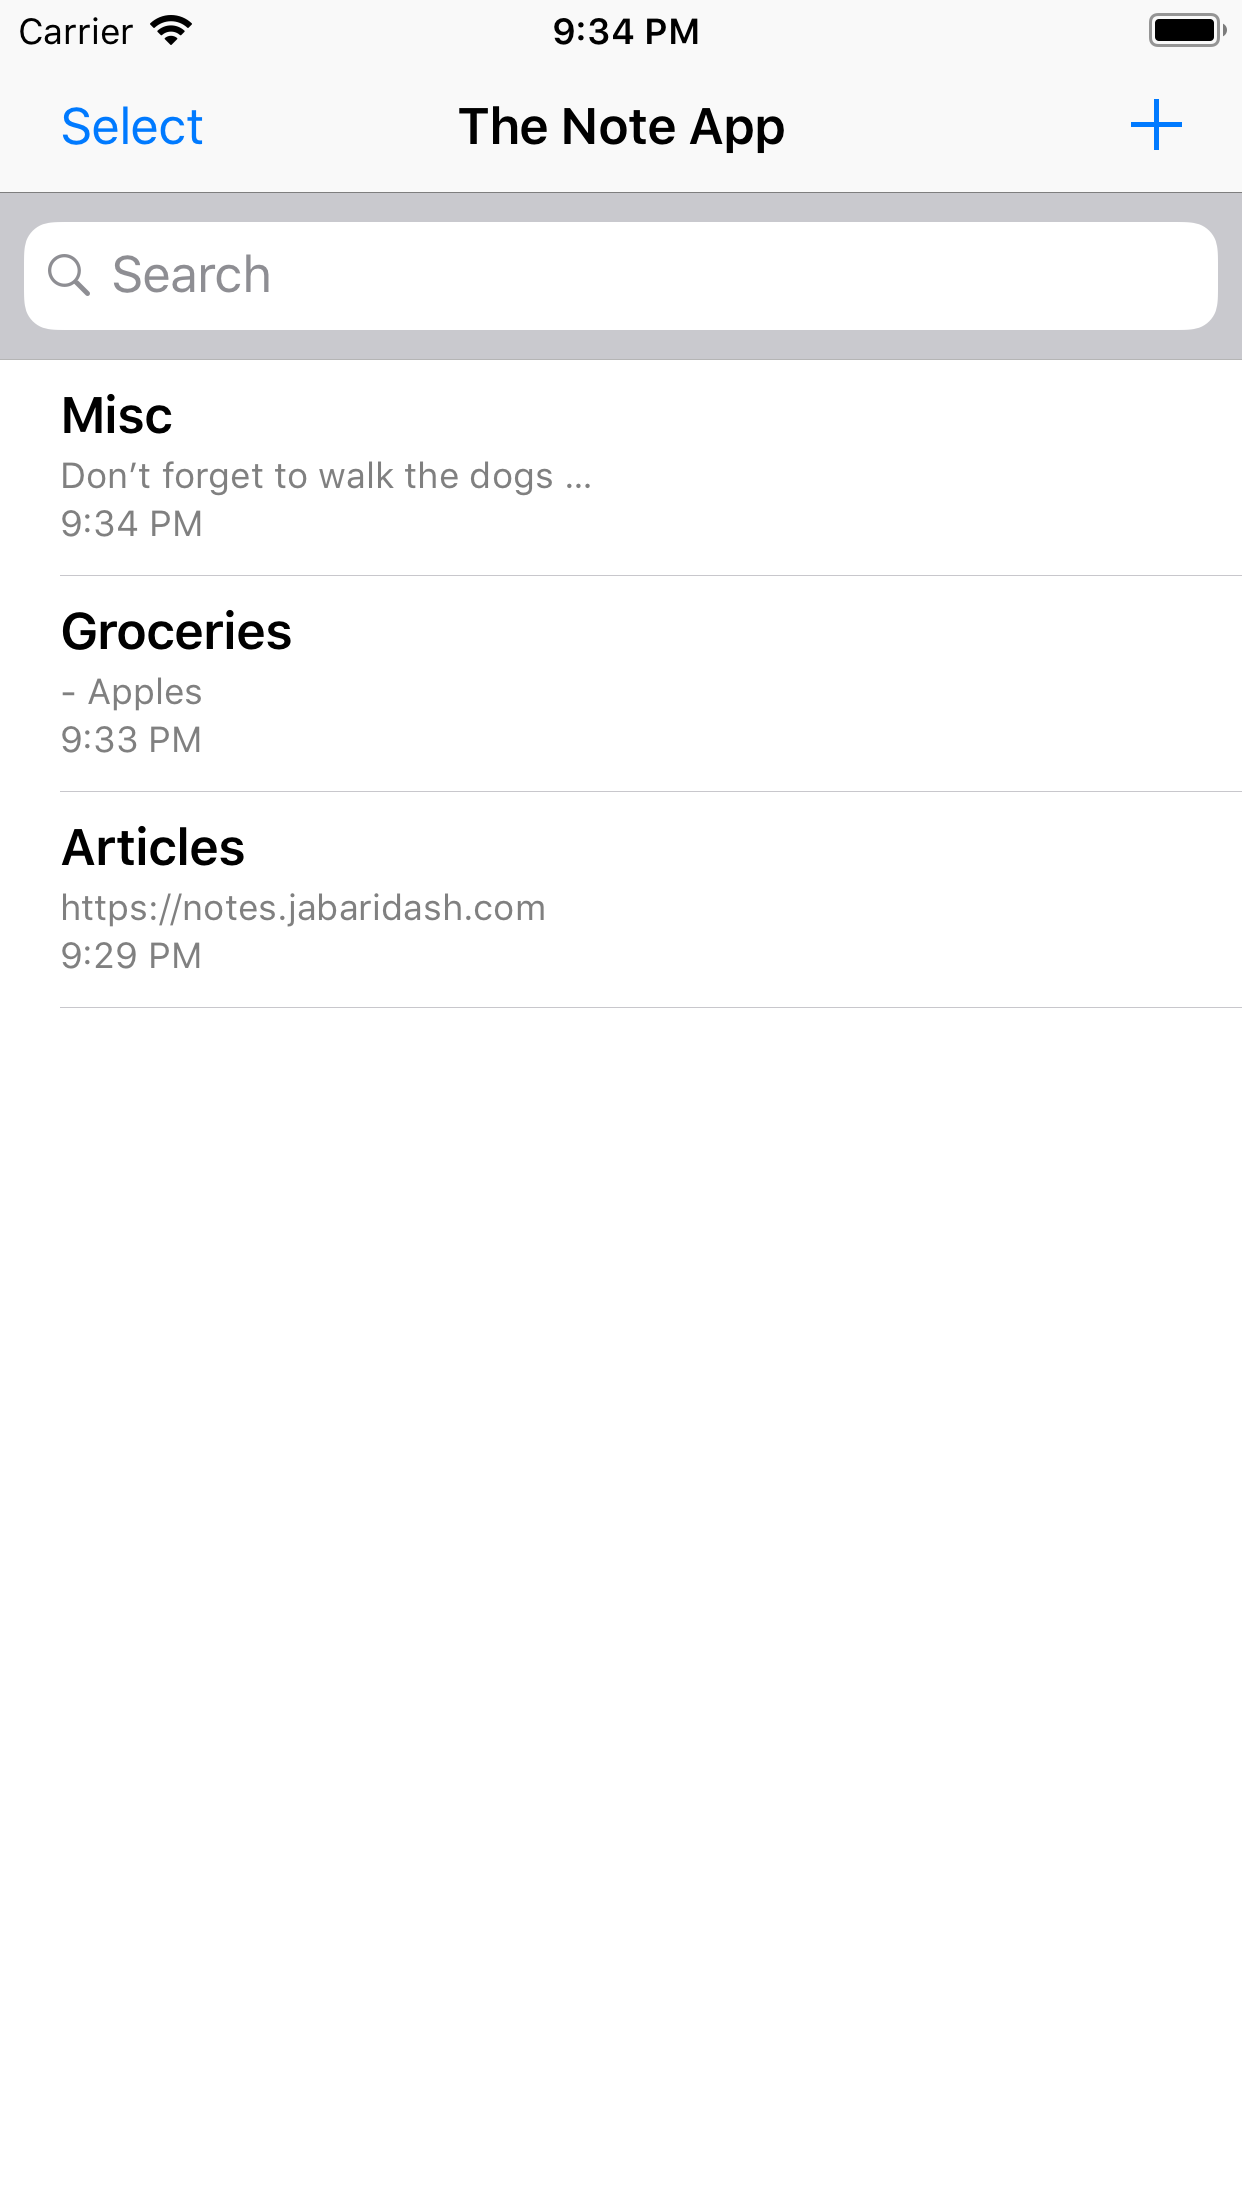 Carrier 9:34 PM
Select The Note App
Search
Misc
Don’t forget to walk the dogs ...
9:34 PM
Groceries
- Apples
9:33 PM
Articles
https://notes.jabaridash.com
9:29 PM